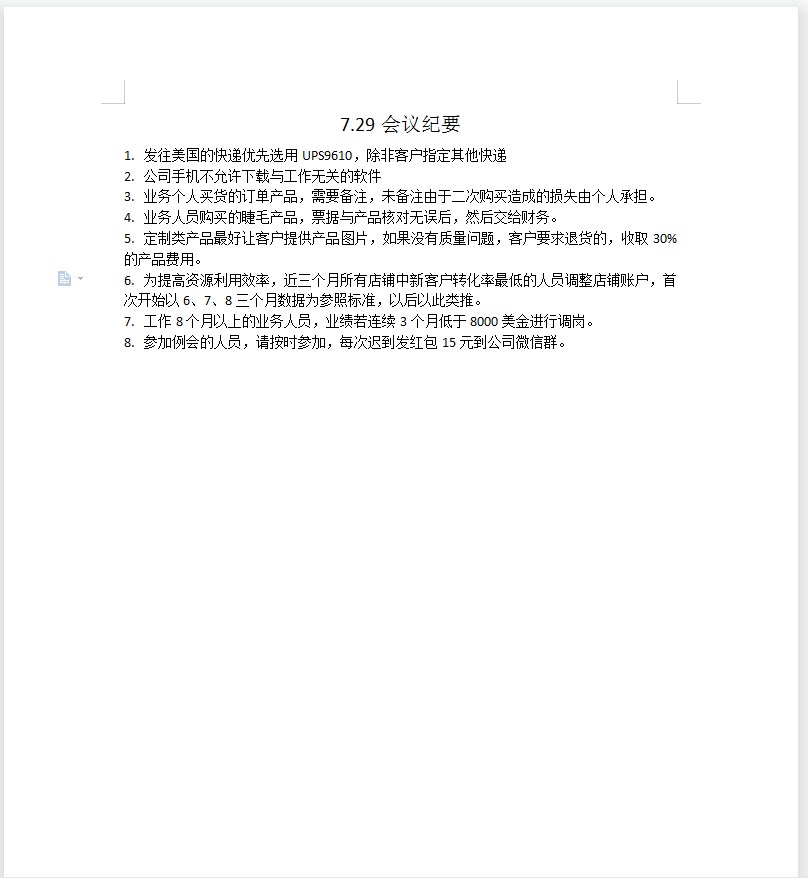 7.29 会议纪要
1. 发往美国的快递优先选用 UPS9610，除非客户指定其他快递
2. 公司手机不允许下载与工作无关的软件
3. 业务个人买货的订单产品，需要备注，未备注由于二次购买造成的损失由个人承担。
4. 业务人员购买的睫毛产品，票据与产品核对无误后，然后交给财务。
5. 定制类产品最好让客户提供产品图片，如果没有质量问题，客户要求退货的，收取 30%
的产品费用。
6. 为提高资源利用效率，近三个月所有店铺中新客户转化率最低的人员调整店铺账户，首
次开始以 6、7、8 三个月数据为参照标准，以后以此类推。
7. 工作 8 个月以上的业务人员，业绩若连续 3 个月低于 8000 美金进行调岗。
8. 参加例会的人员，请按时参加，每次迟到发红包 15 元到公司微信群。